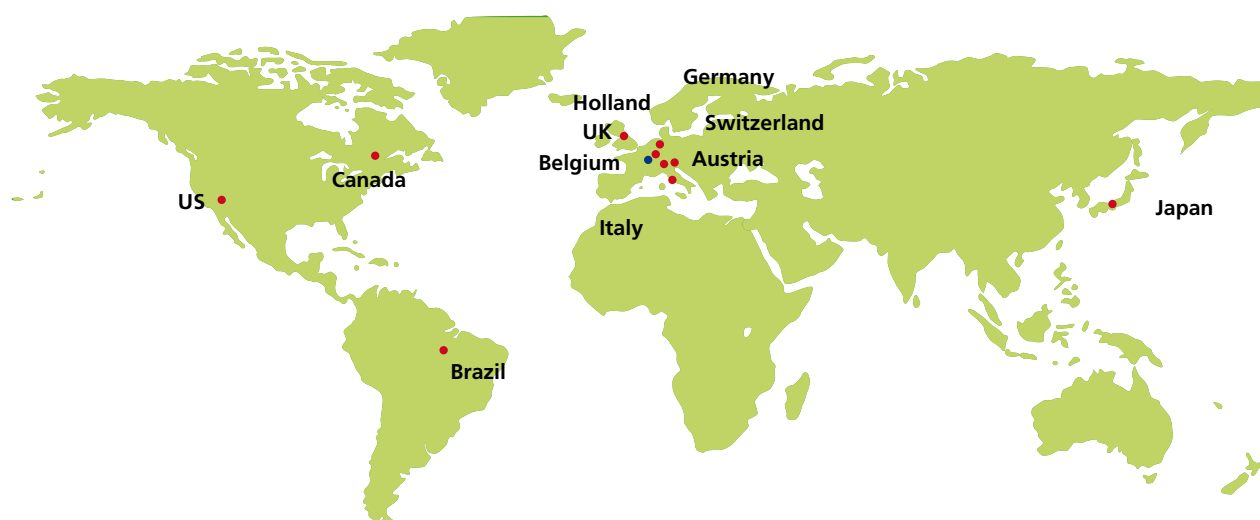 Germany
Holland
Switzerland
UK
Belgium
Austria
Canada
US
Italy
Japan
Brazil